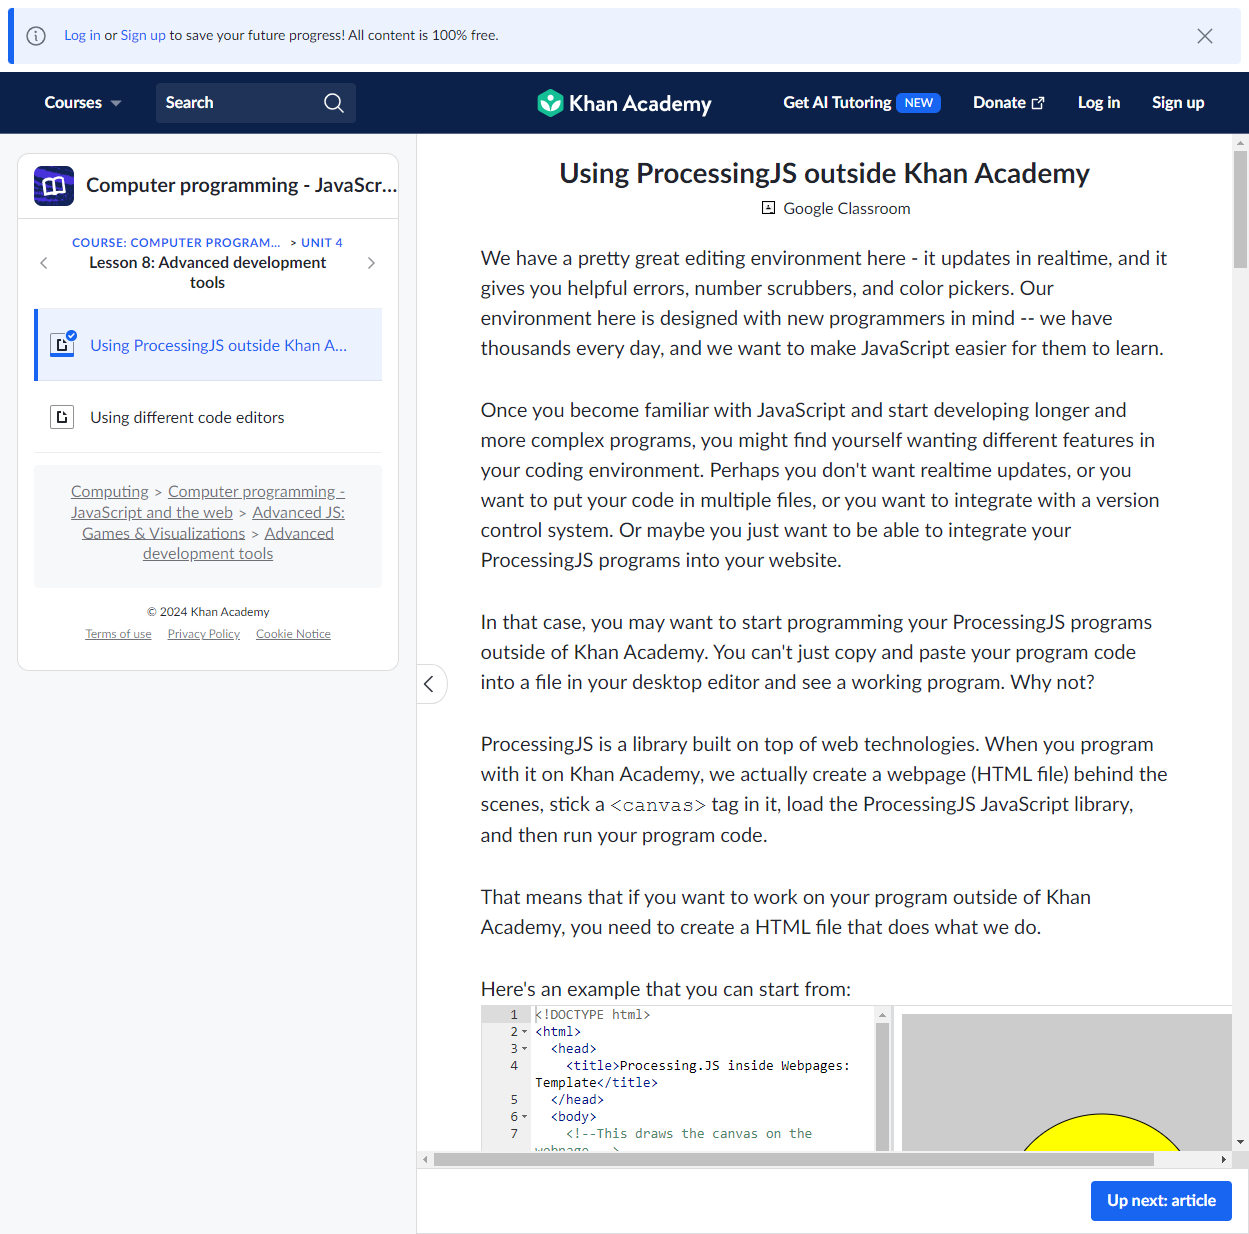 Log in or Sign up to save your future progress! All content is 100% free.
Courses
Search
Khan Academy
Get AI Tutoring NEW
Donate
Log in
Sign up
Computer programming - JavaScr...
COURSE: COMPUTER PROGRAM... > UNIT 4
Lesson 8: Advanced development
tools
Using ProcessingJS outside Khan A...
Using different code editors
Computing > Computer programming -
JavaScript and the web > Advanced JS:
Games & Visualizations > Advanced
development tools
© 2024 Khan Academy
Terms of use Privacy Policy Cookie Notice
Using ProcessingJS outside Khan Academy
Google Classroom
We have a pretty great editing environment here - it updates in realtime, and it
gives you helpful errors, number scrubbers, and color pickers. Our
environment here is designed with new programmers in mind -- we have
thousands every day, and we want to make JavaScript easier for them to learn.
Once you become familiar with JavaScript and start developing longer and
more complex programs, you might find yourself wanting different features in
your coding environment. Perhaps you don't want realtime updates, or you
want to put your code in multiple files, or you want to integrate with a version
control system. Or maybe you just want to be able to integrate your
ProcessingJS programs into your website.
In that case, you may want to start programming your ProcessingJS programs
outside of Khan Academy. You can't just copy and paste your program code
into a file in your desktop editor and see a working program. Why not?
ProcessingJS is a library built on top of web technologies. When you program
with it on Khan Academy, we actually create a webpage (HTML file) behind the
scenes, stick a <canvas> tag in it, load the ProcessingJS JavaScript library,
and then run your program code.
That means that if you want to work on your program outside of Khan
Academy, you need to create a HTML file that does what we do.
Here's an example that you can start from:
1 <!DOCTYPE html>
2 <html>
3 <head>
4 <title>Processing.JS inside Webpages:
Template</title>
5 </head>
6 <body>
7 <!--This draws the canvas on the
Up next: article